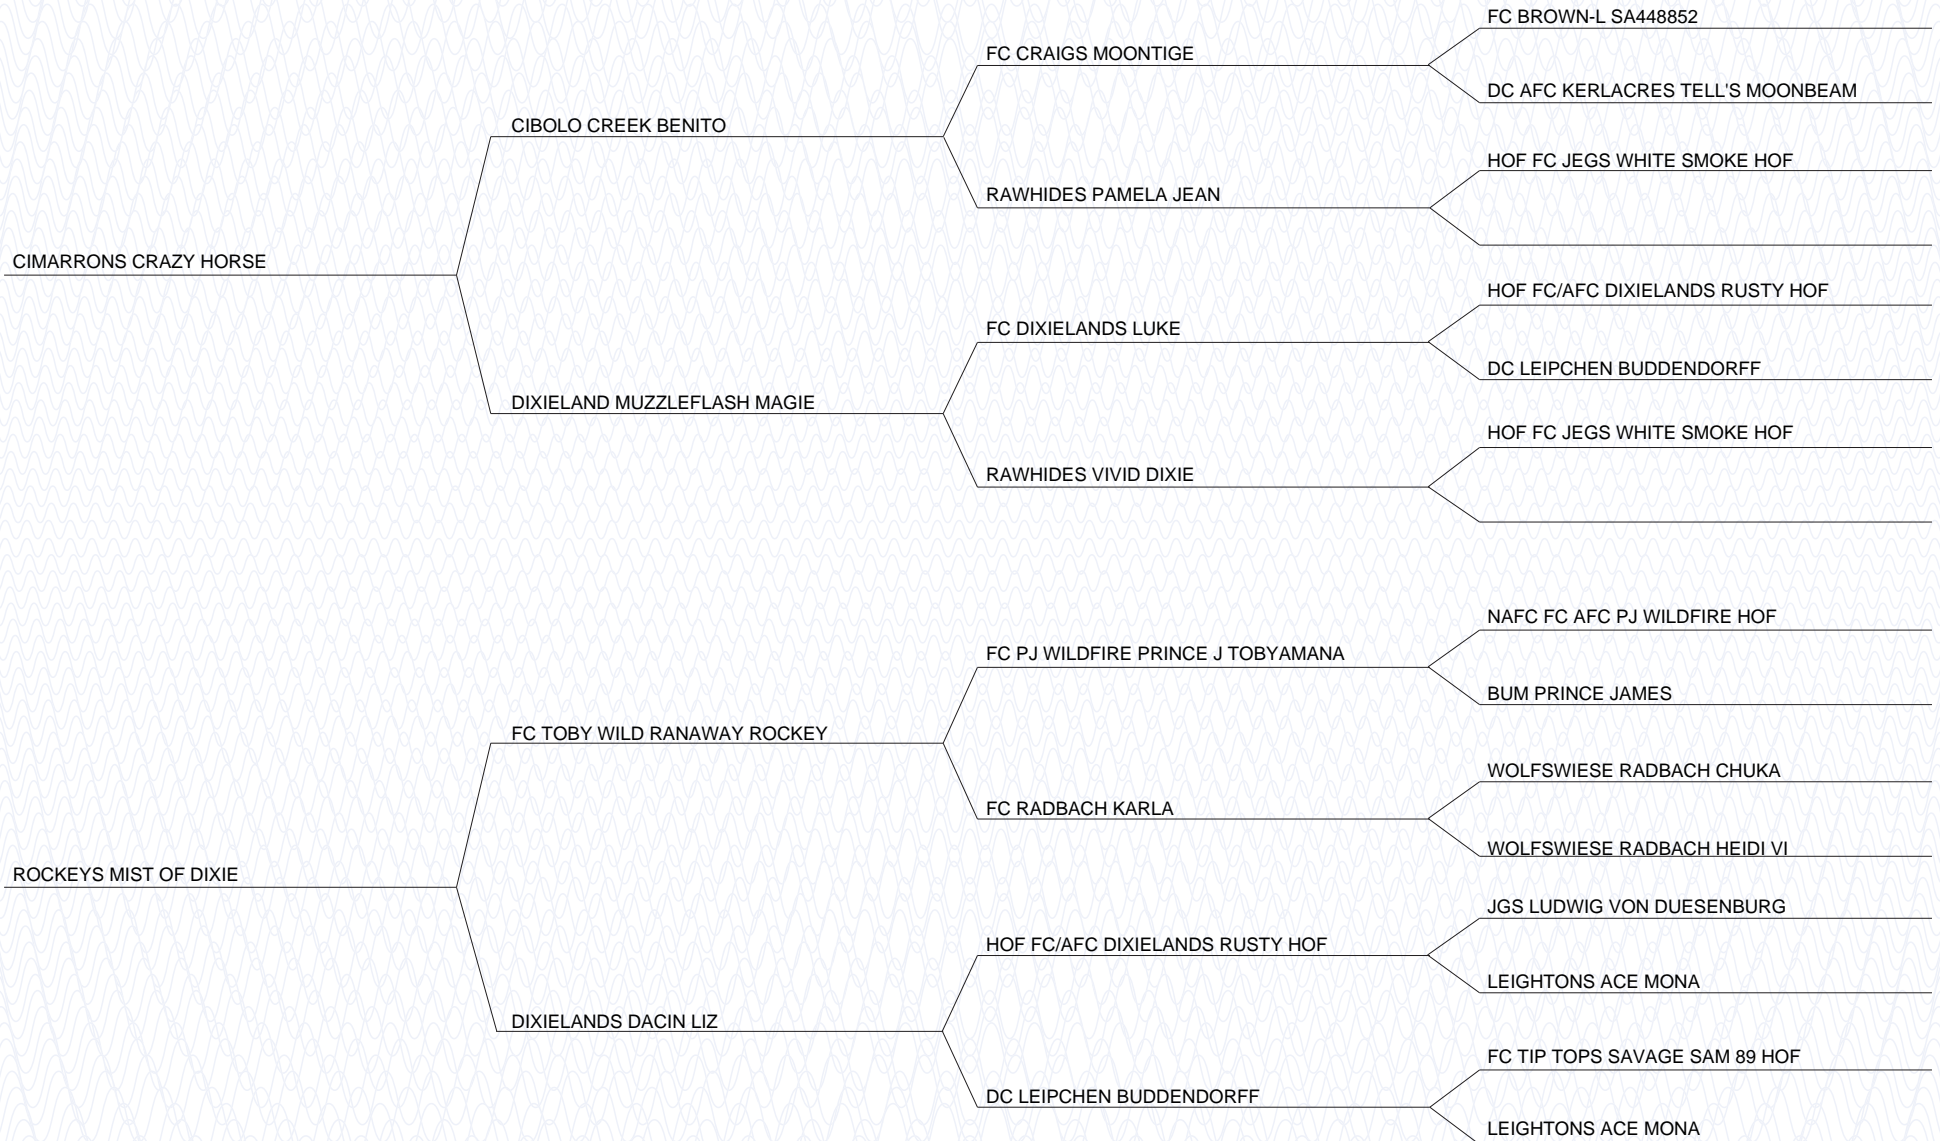 FC BROWN-L SA448852
FC CRAIGS MOONTIGE
DC AFC KERLACRES TELL'S MOONBEAM
CIBOLO CREEK BENITO
HOF FC JEGS WHITE SMOKE HOF
RAWHIDES PAMELA JEAN
CIMARRONS CRAZY HORSE
HOF FC/AFC DIXIELANDS RUSTY HOF
FC DIXIELANDS LUKE
DC LEIPCHEN BUDDENDORFF
DIXIELAND MUZZLEFLASH MAGIE
HOF FC JEGS WHITE SMOKE HOF
RAWHIDES VIVID DIXIE
NAFC FC AFC PJ WILDFIRE HOF
FC PJ WILDFIRE PRINCE J TOBYAMANA
BUM PRINCE JAMES
FC TOBY WILD RANAWAY ROCKEY
WOLFSWIESE RADBACH CHUKA
FC RADBACH KARLA
WOLFSWIESE RADBACH HEIDI VI
ROCKEYS MIST OF DIXIE
JGS LUDWIG VON DUESENBURG
HOF FC/AFC DIXIELANDS RUSTY HOF
LEIGHTONS ACE MONA
DIXIELANDS DACIN LIZ
FC TIP TOPS SAVAGE SAM 89 HOF
DC LEIPCHEN BUDDENDORFF
LEIGHTONS ACE MONA